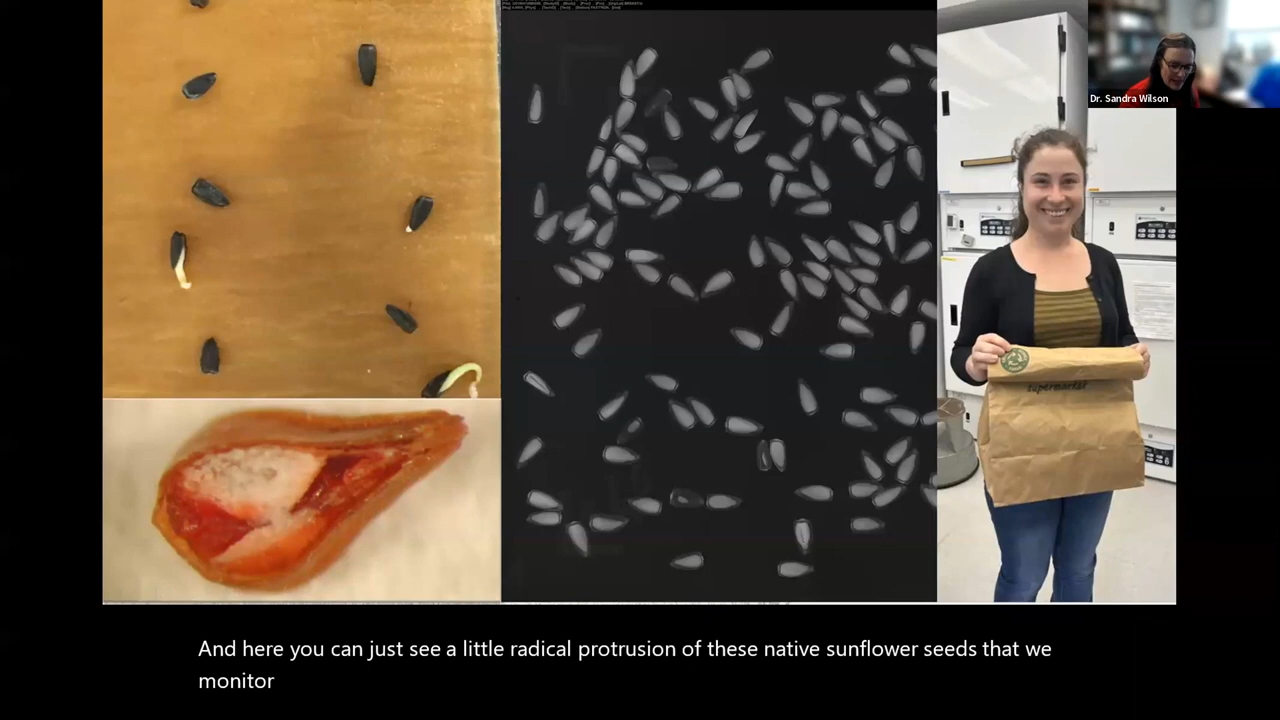 Dr. Sandra Wilson
supermarket
And here you can just see a little radical protrusion of these native sunflower seeds that we
monitor